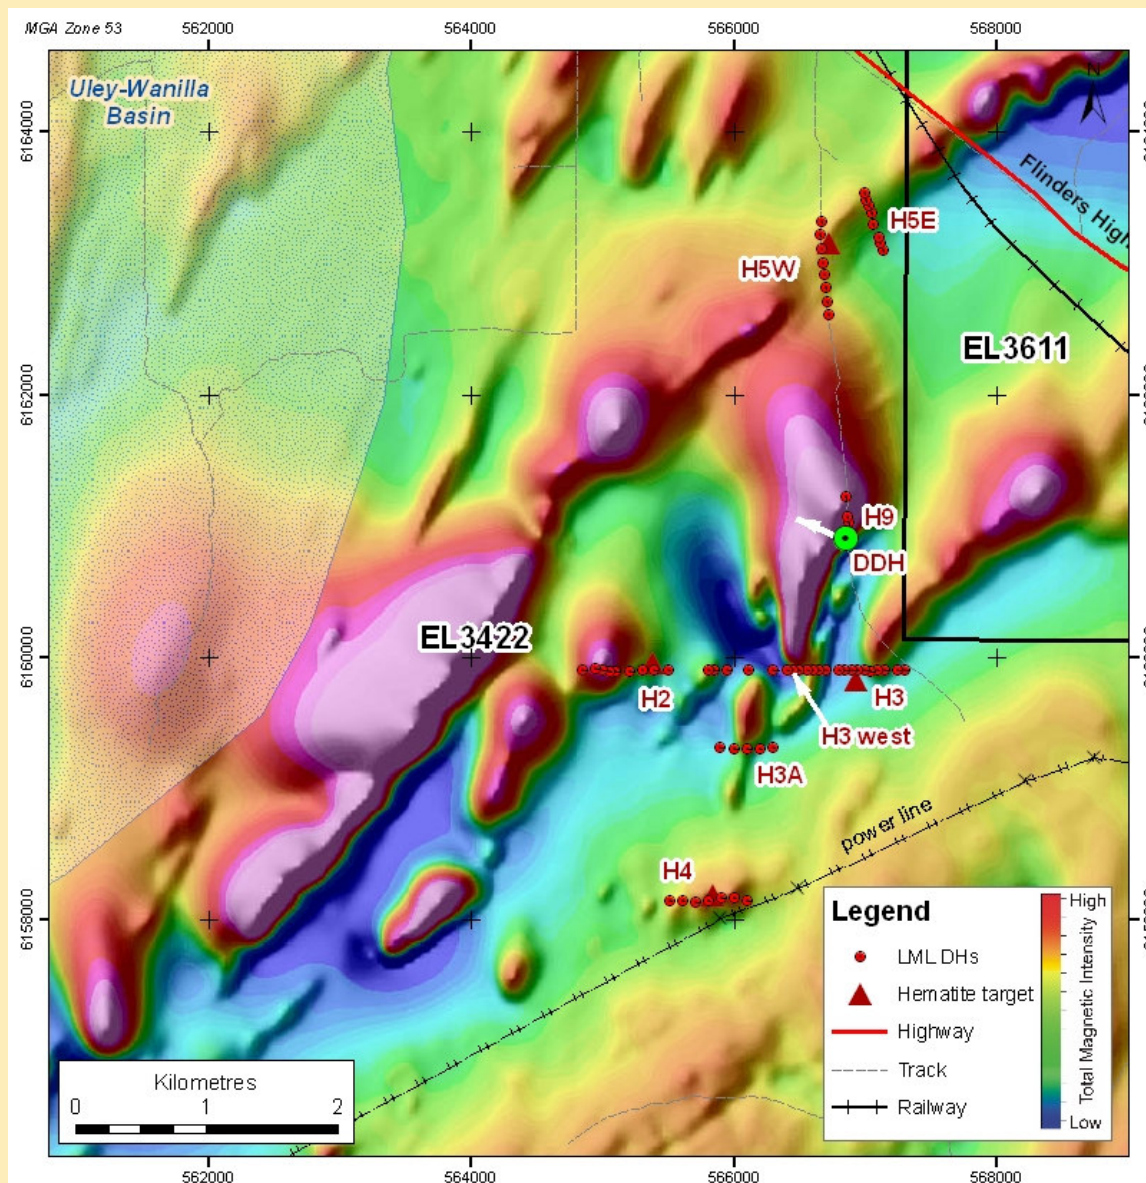 MGA Zone 53
562000
564000
566000
568000
Uley-Wanilla
Basin
N
6164000
Flinders High
H5E
H5W
EL3611
6162000
H9
DDH
EL3422
6160000
H2
H3
H3 west
H3A
power line
H4
6158000
Legend
LML DHs
Hematite target
Highway
Track
Railway
High
Total Magnetic Intensity
Low
Kilometres
0 1 2
562000
564000
566000
568000